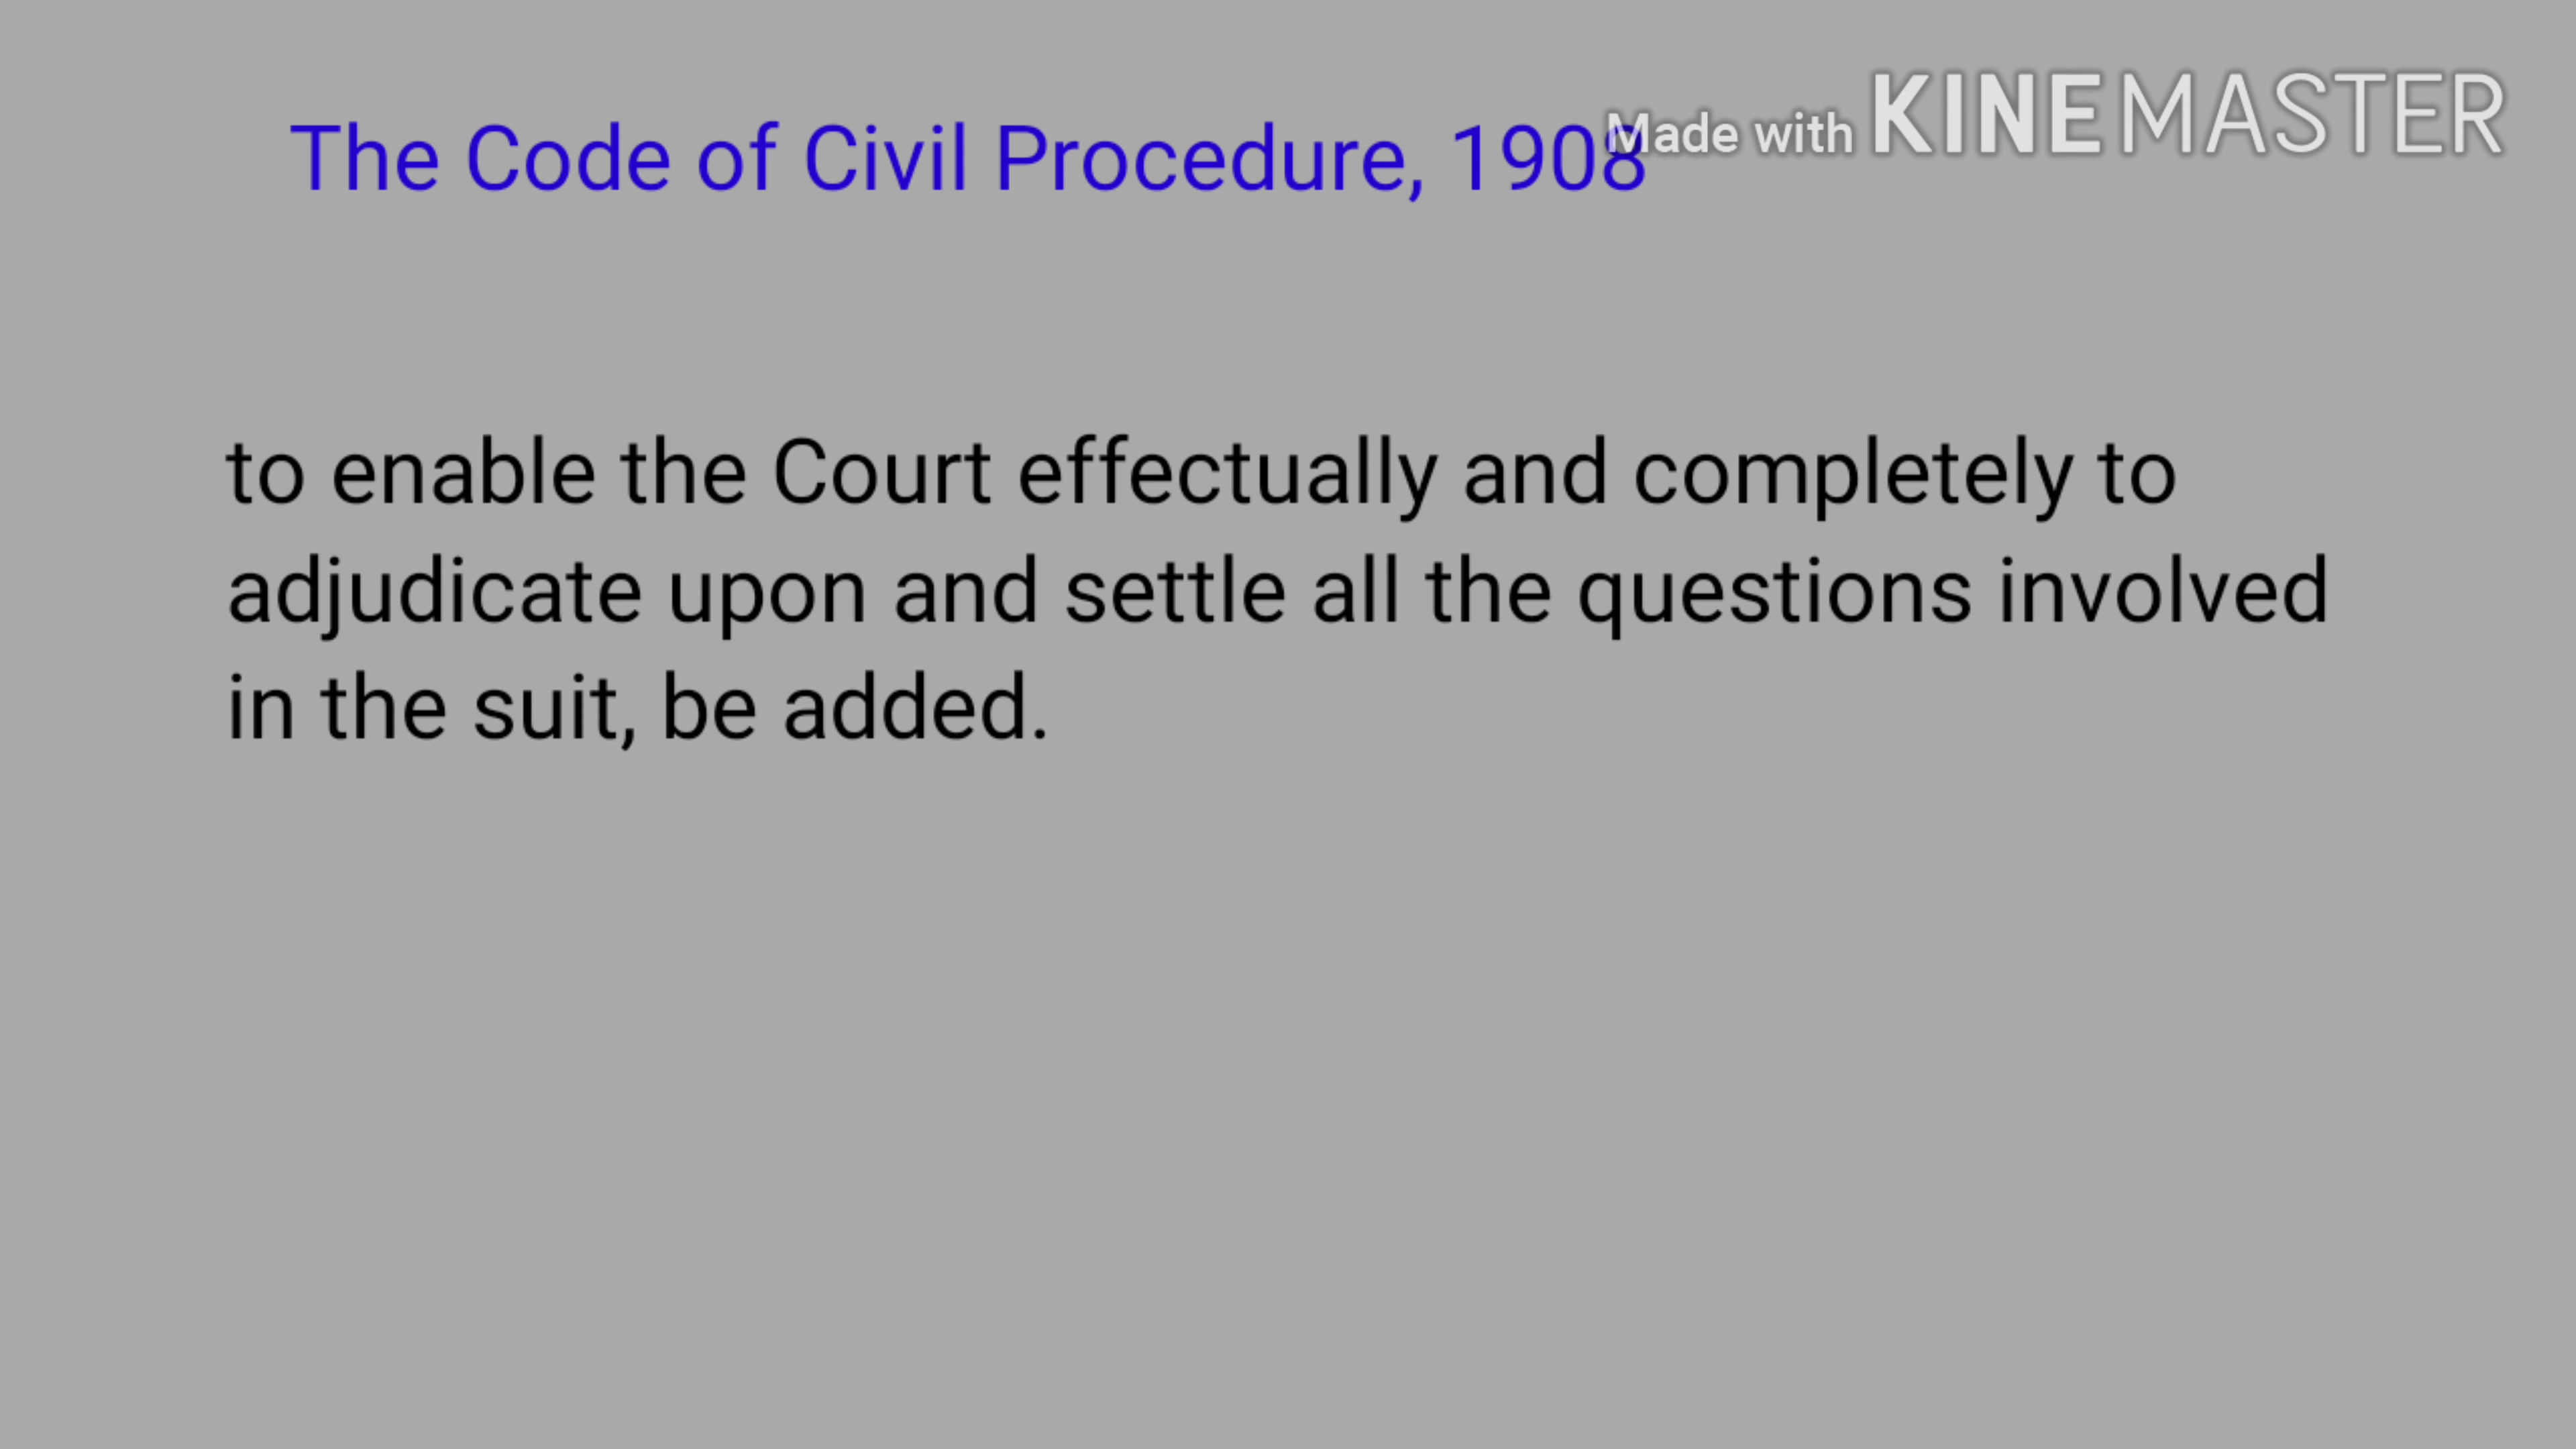 The Code of Civil Procedure, 1908
Made with KINEMASTER
to enable the Court effectually and completely to
adjudicate upon and settle all the questions involved
in the suit, be added.